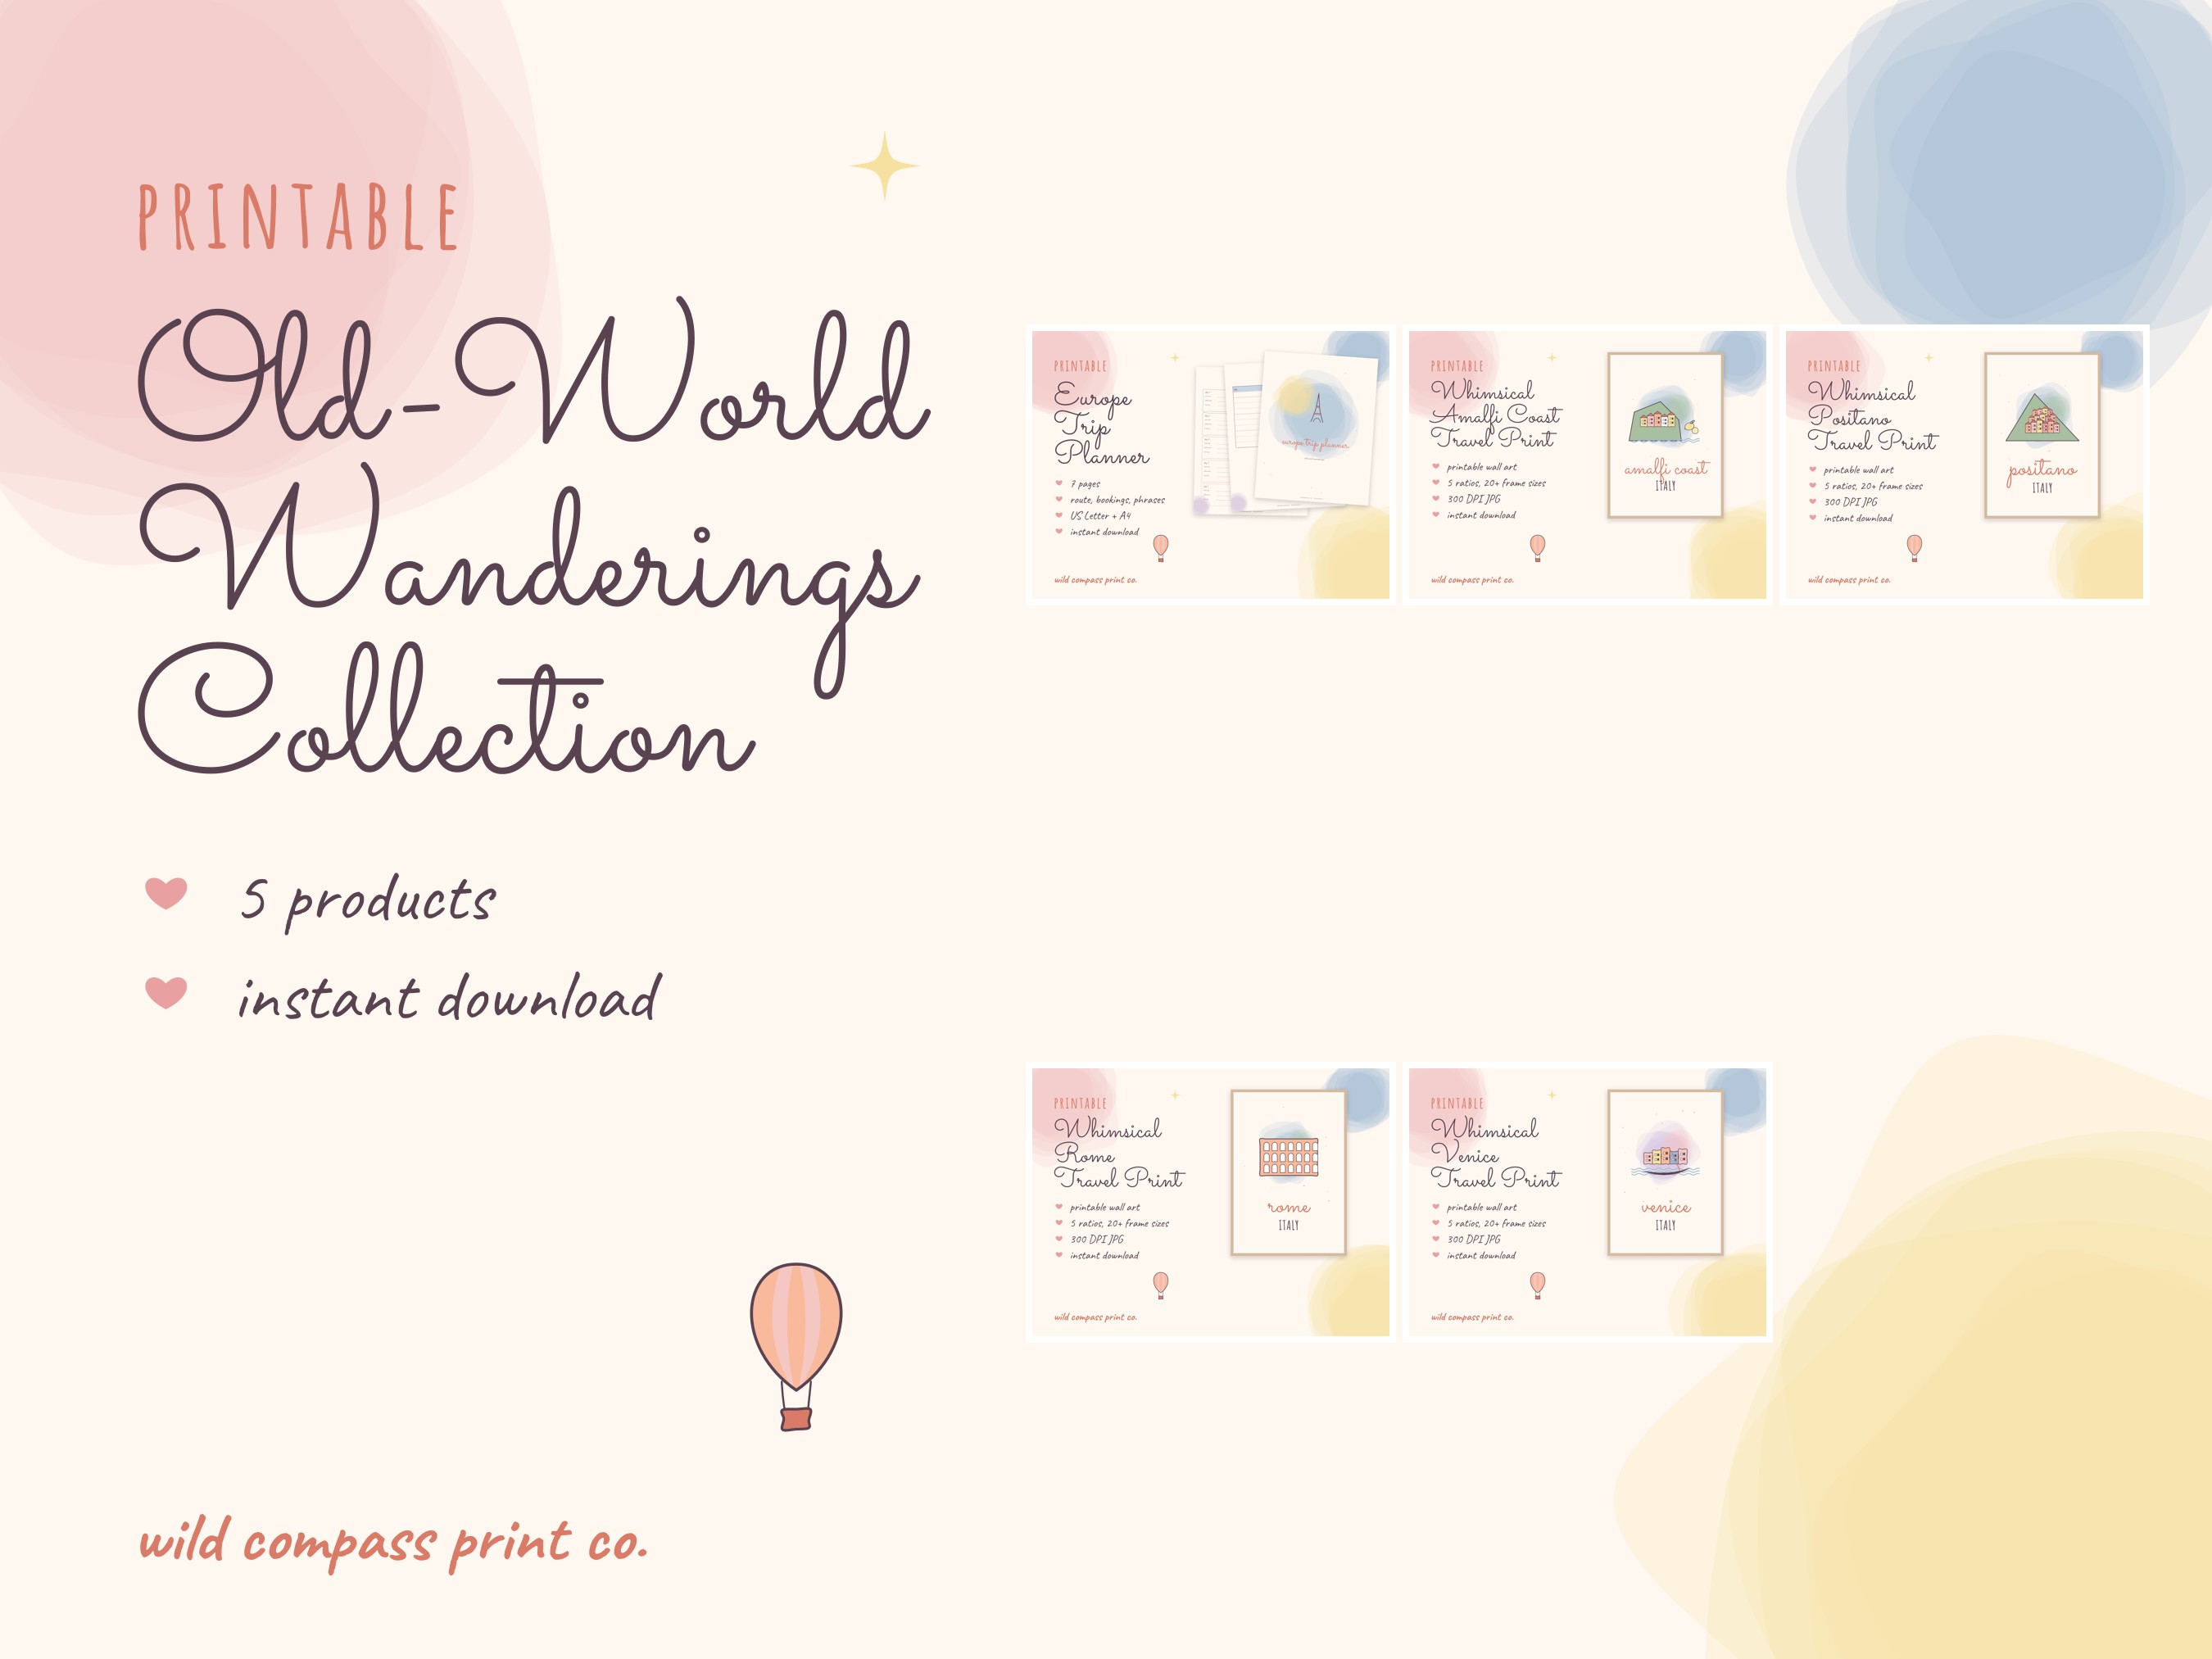 PRINTABLE
Old-World
Wanderings
Collection
5 products
instant download
wild compass print co.
PRINTABLE
Europe
Trip
Planner
7 pages
route, bookings, phrases
US Letter + A4
instant download
wild compass print co.
europe trip planner
PRINTABLE
Whimsical
Amalfi Coast
Travel Print
printable wall art
5 ratios, 20+ frame sizes
300 DPI JPG
instant download
wild compass print co.
amalfi coast
ITALY
PRINTABLE
Whimsical
Positano
Travel Print
printable wall art
5 ratios, 20+ frame sizes
300 DPI JPG
instant download
wild compass print co.
positano
ITALY
PRINTABLE
Whimsical
Rome
Travel Print
printable wall art
5 ratios, 20+ frame sizes
300 DPI JPG
instant download
wild compass print co.
rome
ITALY
PRINTABLE
Whimsical
Venice
Travel Print
printable wall art
5 ratios, 20+ frame sizes
300 DPI JPG
instant download
wild compass print co.
venice
ITALY